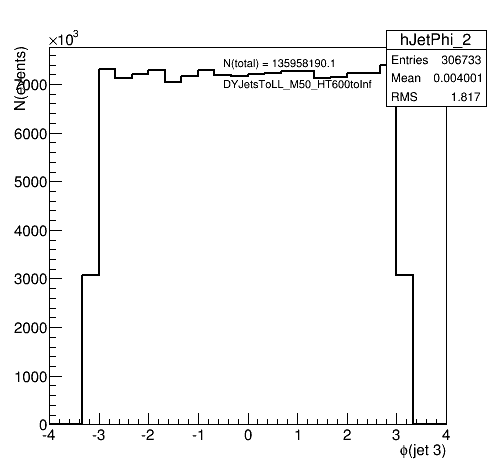 ×10³
hJetPhi_2
Entries 306733
Mean 0.004001
RMS 1.817
N(total) = 135958190.1
DYJetsToLL_M50_HT600toInf
N(events)
7000
6000
5000
4000
3000
2000
1000
0
-4 -3 -2 -1 0 1 2 3 4
ϕ(jet 3)